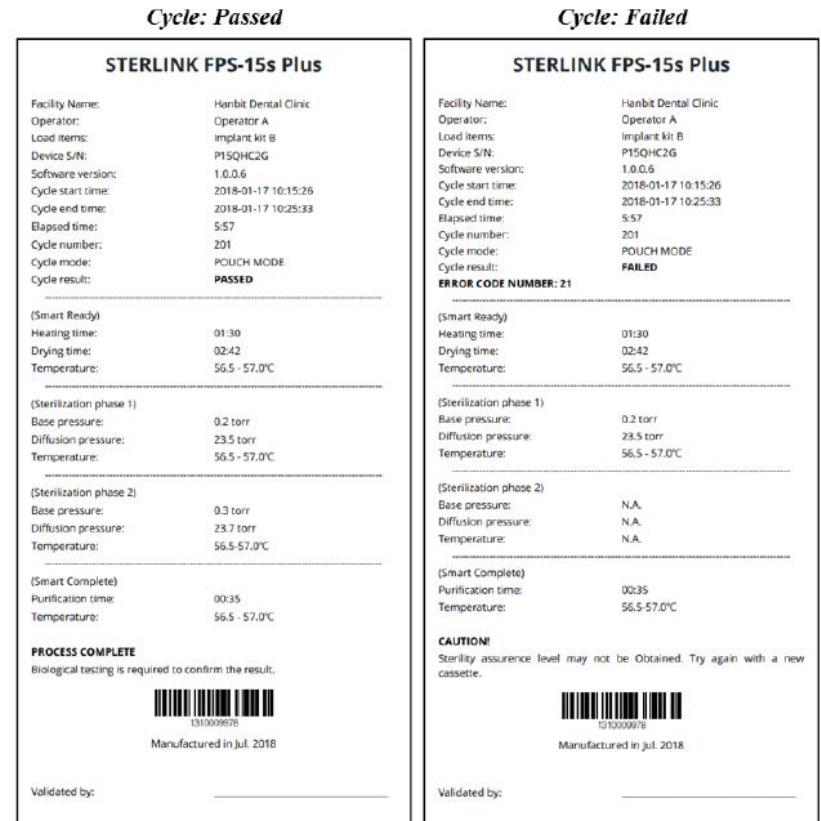 Cycle: Passed
STERLINK FPS-15s Plus
Facility Name: Hanbit Dental Clinic
Operator: Operator A
Load items: Implant kit B
Device S/N: P15QHC2G
Software version: 1.0.0.6
Cycle start time: 2018-01-17 10:15:26
Cycle end time: 2018-01-17 10:25:33
Elapsed time: 5:57
Cycle number: 201
Cycle mode: POUCH MODE
Cycle result: PASSED
(Smart Ready)
Heating time: 01:30
Drying time: 02:42
Temperature: 56.5 - 57.0℃
(Sterilization phase 1)
Base pressure: 0.2 torr
Diffusion pressure: 23.5 torr
Temperature: 56.5 - 57.0℃
(Sterilization phase 2)
Base pressure: 0.3 torr
Diffusion pressure: 23.7 torr
Temperature: 56.5-57.0℃
(Smart Complete)
Purification time: 00:35
Temperature: 56.5 - 57.0℃
PROCESS COMPLETE
Biological testing is required to confirm the result.
1310009978
Manufactured in Jul. 2018
Validated by:
Cycle: Failed
STERLINK FPS-15s Plus
Facility Name: Hanbit Dental Clinic
Operator: Operator A
Load items: Implant kit B
Device S/N: P15QHC2G
Software version: 1.0.0.6
Cycle start time: 2018-01-17 10:15:26
Cycle end time: 2018-01-17 10:25:33
Elapsed time: 5:57
Cycle number: 201
Cycle mode: POUCH MODE
Cycle result: FAILED
ERROR CODE NUMBER: 21
(Smart Ready)
Heating time: 01:30
Drying time: 02:42
Temperature: 56.5 - 57.0℃
(Sterilization phase 1)
Base pressure: 0.2 torr
Diffusion pressure: 23.5 torr
Temperature: 56.5 - 57.0℃
(Sterilization phase 2)
Base pressure: N.A.
Diffusion pressure: N.A.
Temperature: N.A.
(Smart Complete)
Purification time: 00:35
Temperature: 56.5-57.0℃
CAUTION!
Sterility assurence level may not be Obtained. Try again with a new
cassette.
1310009978
Manufactured in Jul. 2018
Validated by: